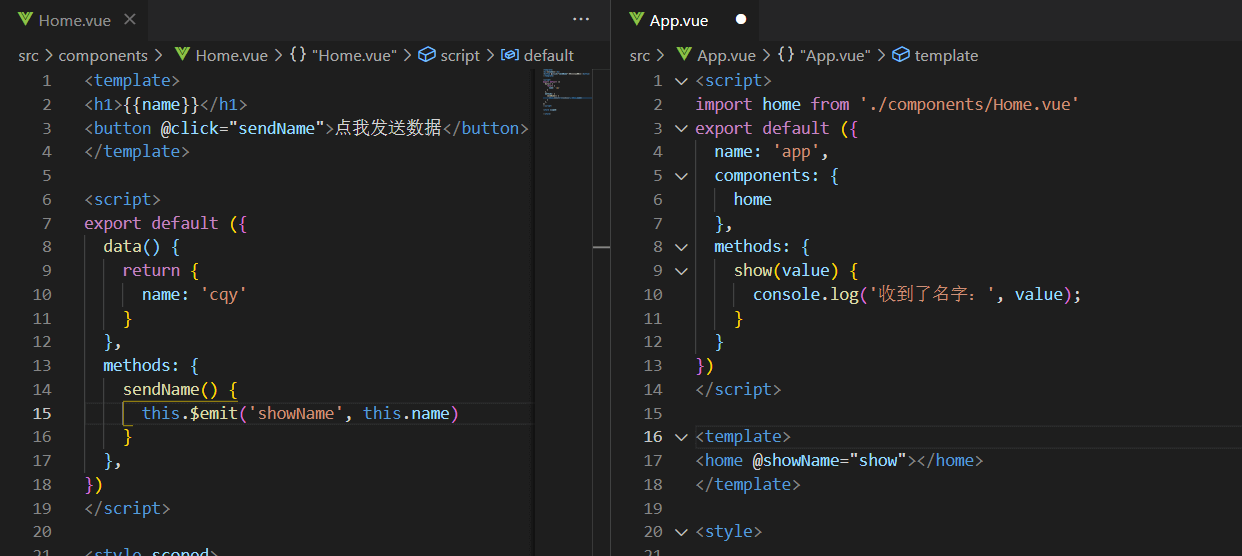 Home.vue
src > components > Home.vue > {} "Home.vue" > script > default
1 <template>
2 <h1>{{name}}</h1>
3 <button @click="sendName">点我发送数据</button>
4 </template>
5
6 <script>
7 export default ({
8 data() {
9 return {
10 name: 'cqy'
11 }
12 },
13 methods: {
14 sendName() {
15 this.$emit('showName', this.name)
16 }
17 },
18 })
19 </script>
20
21 <style scoped>
App.vue
src > App.vue > {} "App.vue" > template
1 <script>
2 import home from './components/Home.vue'
3 export default ({
4 name: 'app',
5 components: {
6 home
7 },
8 methods: {
9 show(value) {
10 console.log('收到了名字：', value);
11 }
12 }
13 })
14 </script>
15
16 <template>
17 <home @showName="show"></home>
18 </template>
19
20 <style>
21